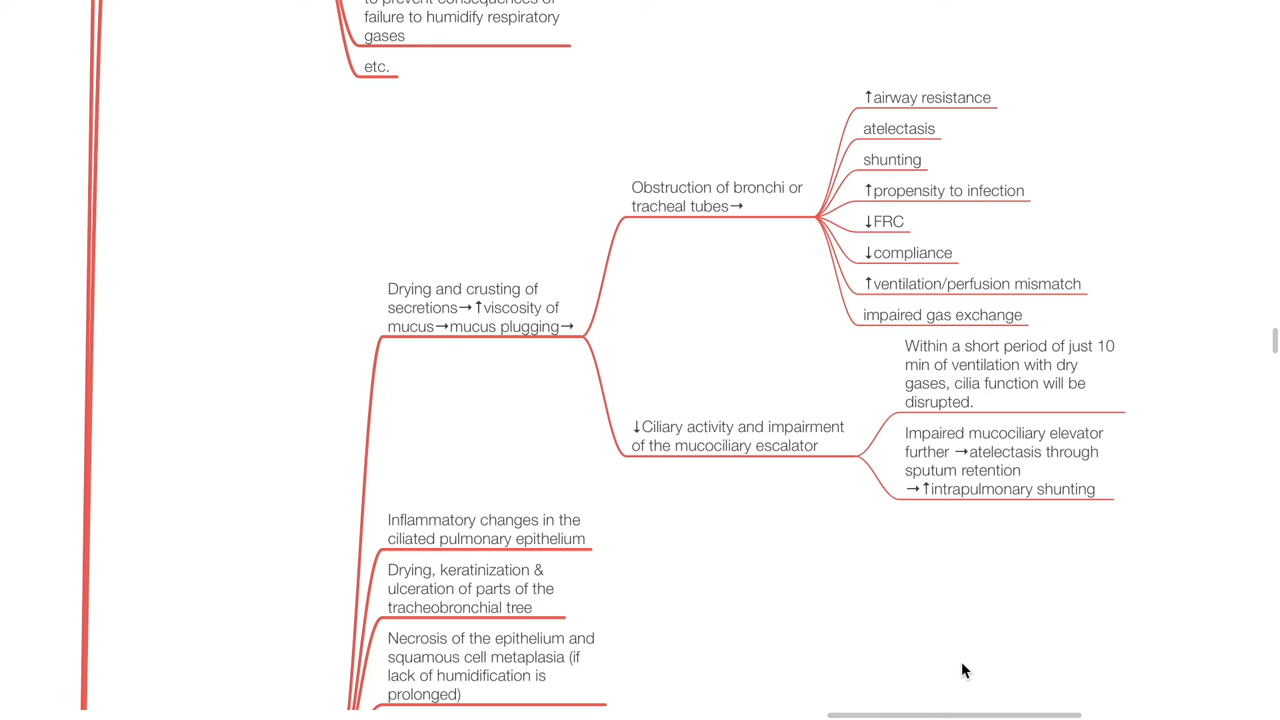 to prevent consequences of
failure to humidify respiratory
gases
etc.
↑airway resistance
atelectasis
shunting
Obstruction of bronchi or
tracheal tubes→
↑propensity to infection
↓FRC
↓compliance
↑ventilation/perfusion mismatch
impaired gas exchange
Drying and crusting of
secretions→↑viscosity of
mucus→mucus plugging→
Within a short period of just 10
min of ventilation with dry
gases, cilia function will be
disrupted.
↓Ciliary activity and impairment
of the mucociliary escalator
Impaired mucociliary elevator
further →atelectasis through
sputum retention
→↑intrapulmonary shunting
Inflammatory changes in the
ciliated pulmonary epithelium
Drying, keratinization &
ulceration of parts of the
tracheobronchial tree
Necrosis of the epithelium and
squamous cell metaplasia (if
lack of humidification is
prolonged)